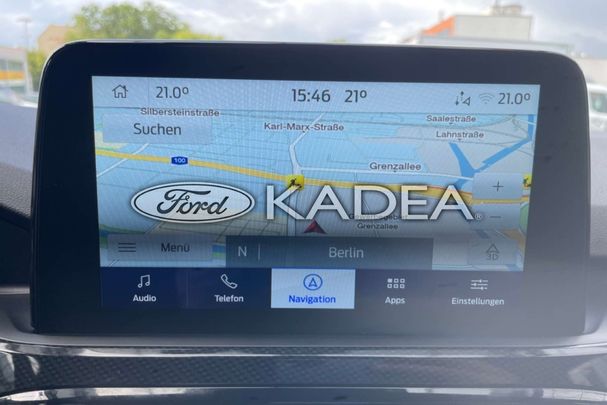 21.0° 15:46 21° 21.0°
Silbersteinstraße
Suchen
Karl-Marx-Straße
Saalestraße
Lahnstraße
100
Grenzallee
Ford KADEA®
Grenzallee
Menü
N | Berlin
3D
Audio Telefon Navigation Apps Einstellungen